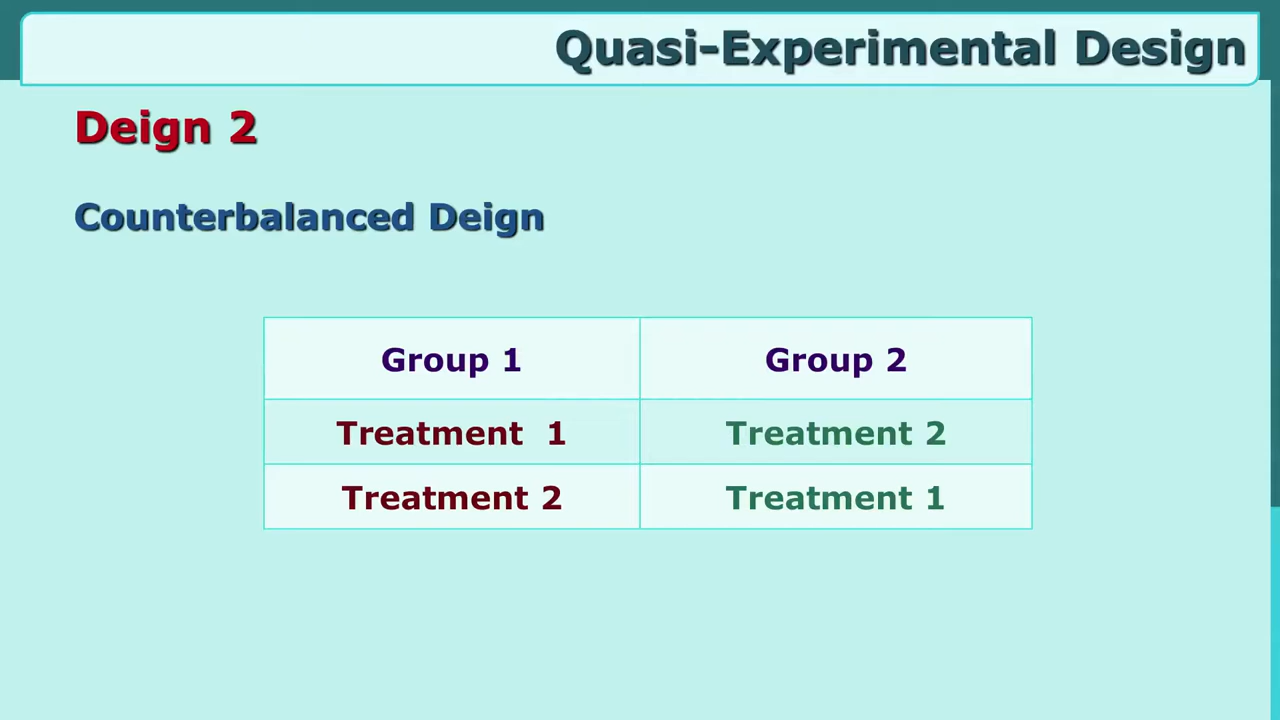 Quasi-Experimental Design
Deign 2
Counterbalanced Deign
Group 1 Group 2
Treatment 1 Treatment 2
Treatment 2 Treatment 1